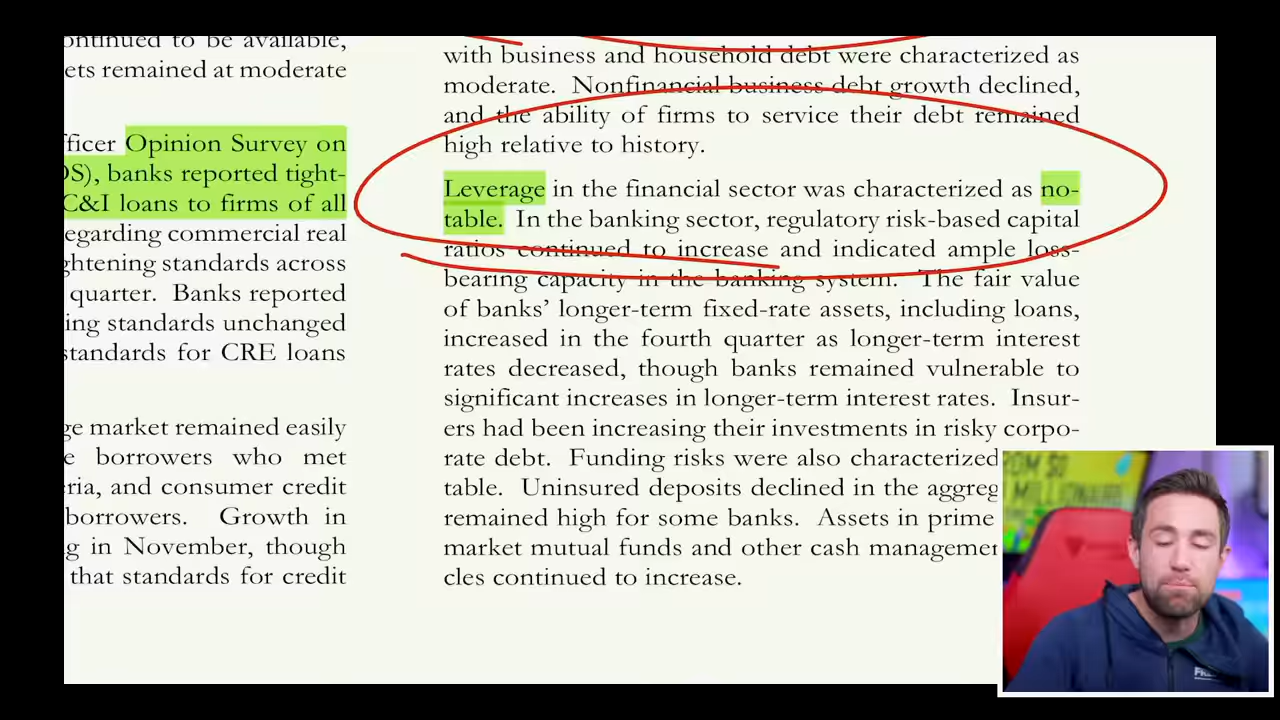 ontinued to be available,
ets remained at moderate
fficer Opinion Survey on
OS), banks reported tight-
C&I loans to firms of all
egarding commercial real
ghtening standards across
quarter. Banks reported
ing standards unchanged
standards for CRE loans
ge market remained easily
e borrowers who met
eria, and consumer credit
borrowers. Growth in
g in November, though
that standards for credit
with business and household debt were characterized as
moderate. Nonfinancial business debt growth declined,
and the ability of firms to service their debt remained
high relative to history.
Leverage in the financial sector was characterized as no-
table. In the banking sector, regulatory risk-based capital
ratios continued to increase and indicated ample loss-
bearing capacity in the banking system. The fair value
of banks’ longer-term fixed-rate assets, including loans,
increased in the fourth quarter as longer-term interest
rates decreased, though banks remained vulnerable to
significant increases in longer-term interest rates. Insur-
ers had been increasing their investments in risky corpo-
rate debt. Funding risks were also characterized
table. Uninsured deposits declined in the aggreg
remained high for some banks. Assets in prime
market mutual funds and other cash managemen
cles continued to increase.
ROM $0
MILLIONAIRE